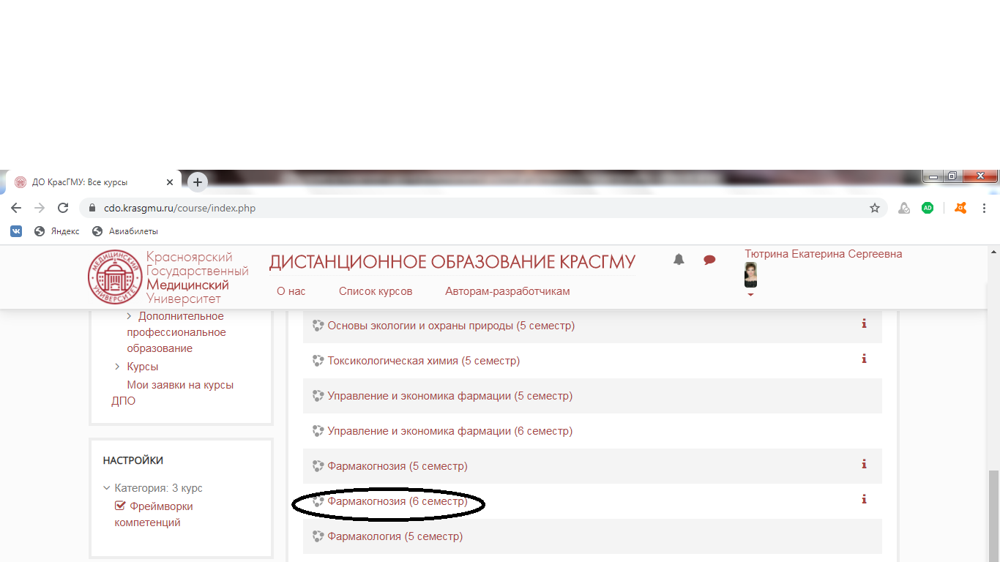 ДО КрасГМУ: Все курсы
cdo.krasgmu.ru/course/index.php
AD
Яндекс
Авиабилеты
МЕДИЦИНСКИЙ УНИВЕРСИТЕТ
Красноярский
Государственный
Медицинский
Университет
ДИСТАНЦИОННОЕ ОБРАЗОВАНИЕ КРАСГМУ
О нас
Список курсов
Авторам-разработчикам
Тютрина Екатерина Сергеевна
Дополнительное
профессиональное
образование
Курсы
Мои заявки на курсы
ДПО
НАСТРОЙКИ
Категория: 3 курс
Фреймворки
компетенций
Основы экологии и охраны природы (5 семестр)
Токсикологическая химия (5 семестр)
Управление и экономика фармации (5 семестр)
Управление и экономика фармации (6 семестр)
Фармакогнозия (5 семестр)
Фармакогнозия (6 семестр)
Фармакология (5 семестр)